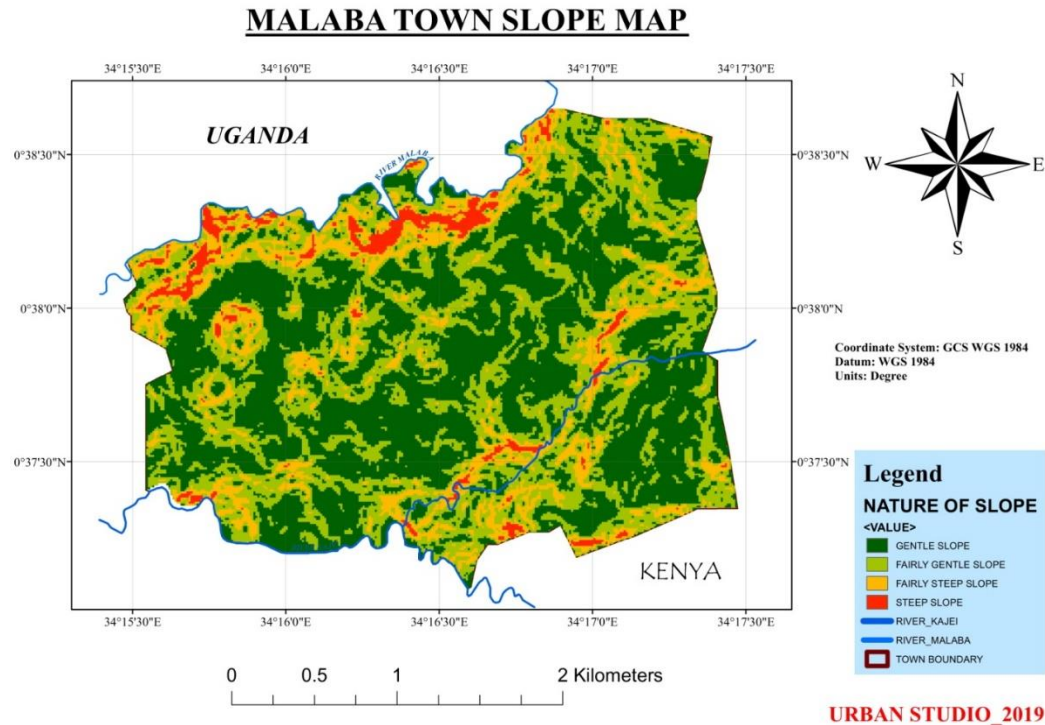 MALABA TOWN SLOPE MAP
34°15'30"E 34°16'0"E 34°16'30"E 34°17'0"E 34°17'30"E
UGANDA
RIVER MALABA
N
W E
S
0°38'30"N 0°38'30"N
0°38'0"N 0°38'0"N
0°37'30"N 0°37'30"N
KENYA
34°15'30"E 34°16'0"E 34°16'30"E 34°17'0"E 34°17'30"E
Coordinate System: GCS WGS 1984
Datum: WGS 1984
Units: Degree
Legend
NATURE OF SLOPE
<VALUE>
GENTLE SLOPE
FAIRLY GENTLE SLOPE
FAIRLY STEEP SLOPE
STEEP SLOPE
RIVER_KAJEI
RIVER_MALABA
TOWN BOUNDARY
0 0.5 1 2 Kilometers
URBAN STUDIO_2019